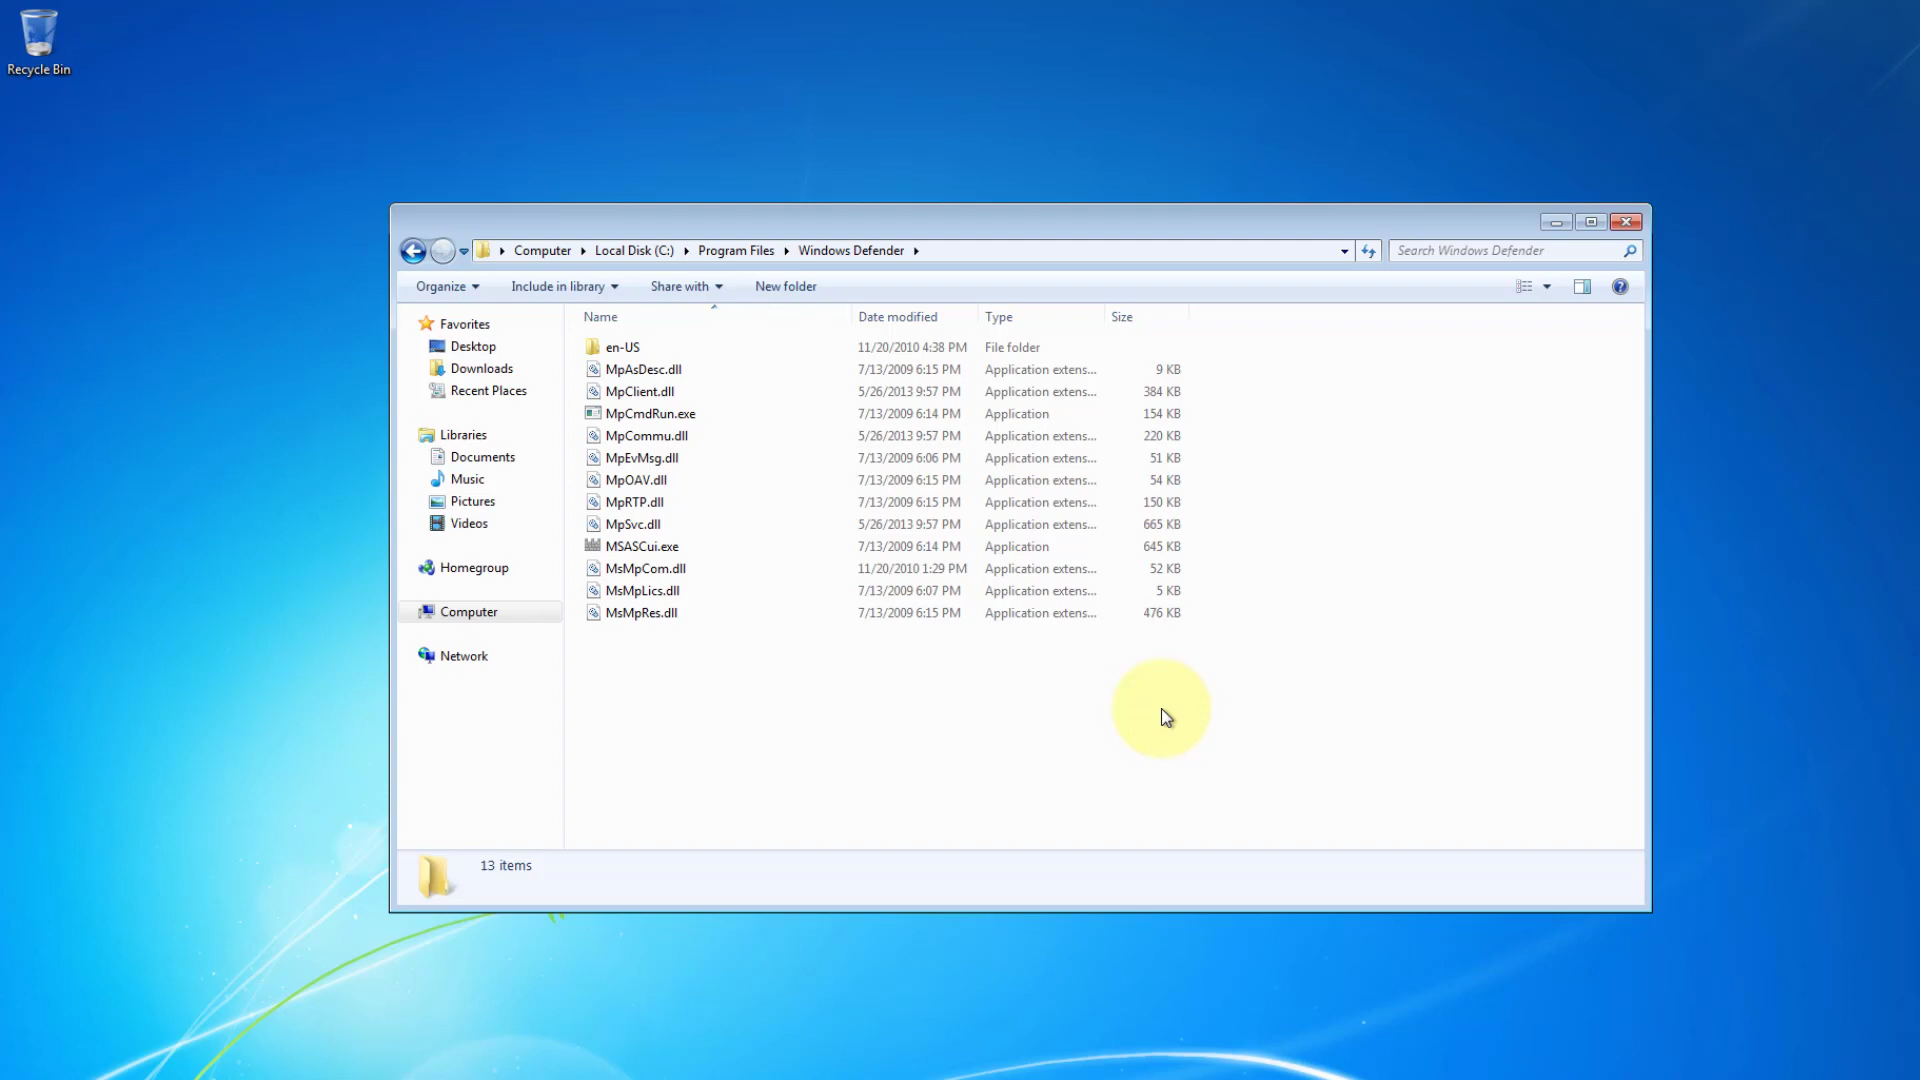 Recycle Bin
Computer Local Disk (C:) Program Files Windows Defender
Search Windows Defender
Organize Include in library Share with New folder
Name Date modified Type Size
Favorites
Desktop
Downloads
Recent Places
Libraries
Documents
Music
Pictures
Videos
Homegroup
Computer
Network
en-US 11/20/2010 4:38 PM File folder
MpAsDesc.dll 7/13/2009 6:15 PM Application extens... 9 KB
MpClient.dll 5/26/2013 9:57 PM Application extens... 384 KB
MpCmdRun.exe 7/13/2009 6:14 PM Application 154 KB
MpCommu.dll 5/26/2013 9:57 PM Application extens... 220 KB
MpEvMsg.dll 7/13/2009 6:06 PM Application extens... 51 KB
MpOAV.dll 7/13/2009 6:15 PM Application extens... 54 KB
MpRTP.dll 7/13/2009 6:15 PM Application extens... 150 KB
MpSvc.dll 5/26/2013 9:57 PM Application extens... 665 KB
MSASCui.exe 7/13/2009 6:14 PM Application 645 KB
MsMpCom.dll 11/20/2010 1:29 PM Application extens... 52 KB
MsMpLics.dll 7/13/2009 6:07 PM Application extens... 5 KB
MsMpRes.dll 7/13/2009 6:15 PM Application extens... 476 KB
13 items